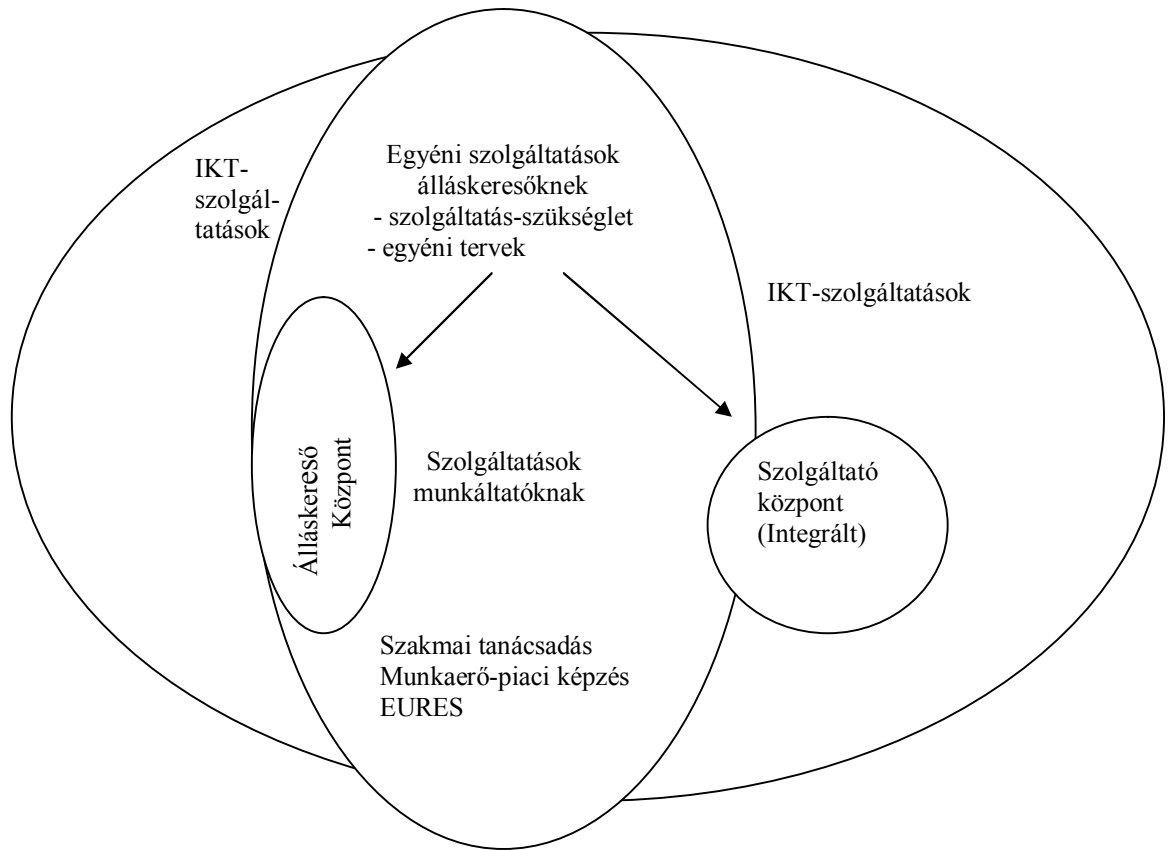 IKT-
szolgál-
tatások
Egyéni szolgáltatások
álláskeresőknek
- szolgáltatás-szükséglet
- egyéni tervek
IKT-szolgáltatások
Álláskereső
Központ
Szolgáltatások
munkáltatóknak
Szolgáltató
központ
(Integrált)
Szakmai tanácsadás
Munkaerő-piaci képzés
EURES